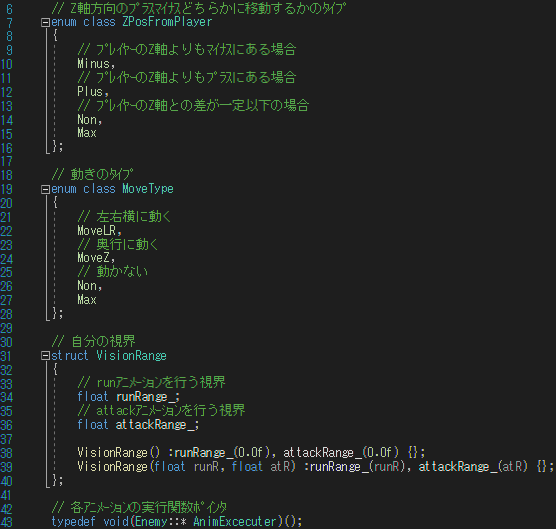 6 // Z軸方向のﾌﾟﾗｽﾏｲﾅｽどちらかに移動するかのﾀｲﾌﾟ
7 enum class ZPosFromPlayer
8 {
9 // ﾌﾟﾚｲﾔｰのZ軸よりもﾏｲﾅｽにある場合
10 Minus,
11 // ﾌﾟﾚｲﾔｰのZ軸よりもﾌﾟﾗｽにある場合
12 Plus,
13 // ﾌﾟﾚｲﾔｰのZ軸との差が一定以下の場合
14 Non,
15 Max
16 };
17
18 // 動きのﾀｲﾌﾟ
19 enum class MoveType
20 {
21 // 左右横に動く
22 MoveLR,
23 // 奥行に動く
24 MoveZ,
25 // 動かない
26 Non,
27 Max
28 };
29
30 // 自分の視界
31 struct VisionRange
32 {
33 // runｱﾆﾒｰｼｮﾝを行う視界
34 float runRange_;
35 // attackｱﾆﾒｰｼｮﾝを行う視界
36 float attackRange_;
37
38 VisionRange() :runRange_(0.0f), attackRange_(0.0f) {};
39 VisionRange(float runR, float atR) :runRange_(runR), attackRange_(atR) {};
40 };
41
42 // 各ｱﾆﾒｰｼｮﾝの実行関数ﾎﾟｲﾝﾀ
43 typedef void(Enemy::* AnimExcecuter)();